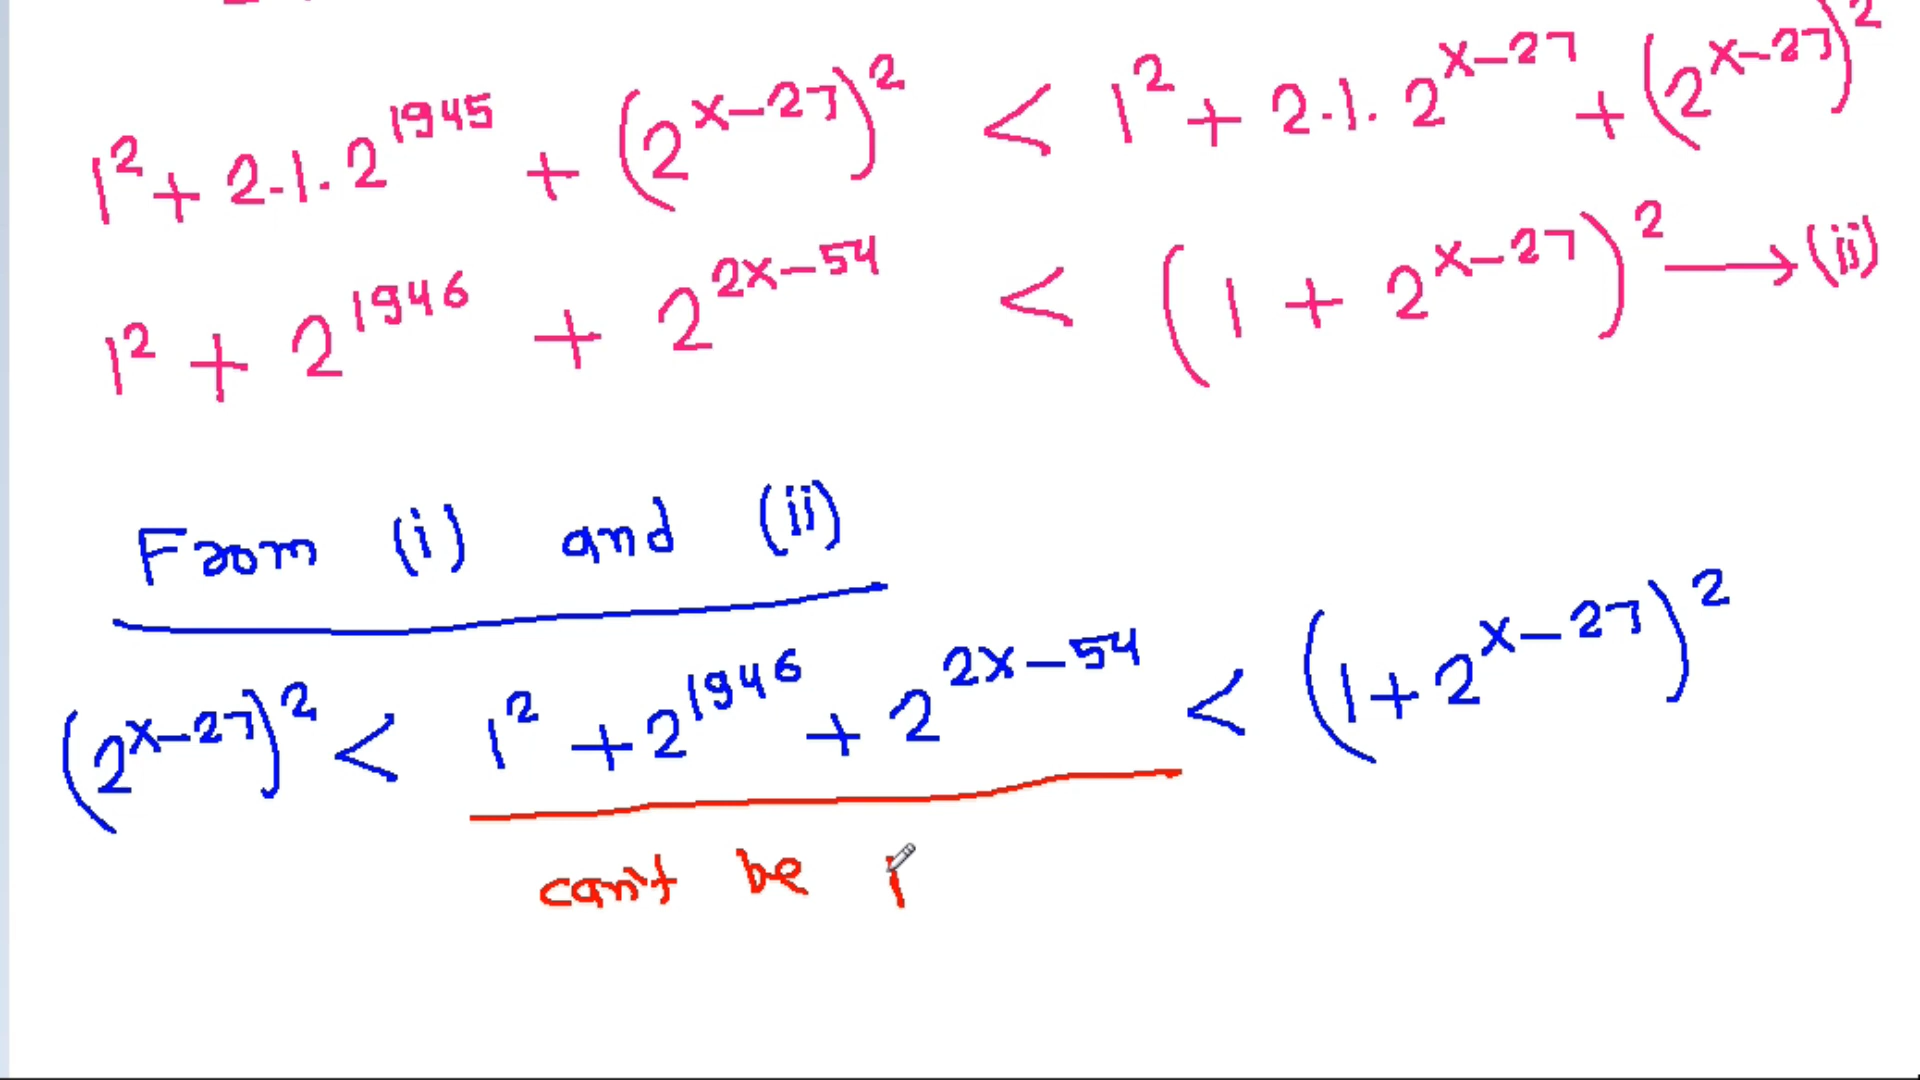 1² + 2·1·2^1945 + (2^x−27)² < 1² + 2·1·2^x−27 + (2^x−27)²
1² + 2^1946 + 2^2x−54 < (1 + 2^x−27)² → (ii)
From (i) and (ii)
(2^x−27)² < 1² + 2^1946 + 2^2x−54 < (1 + 2^x−27)²
can't be